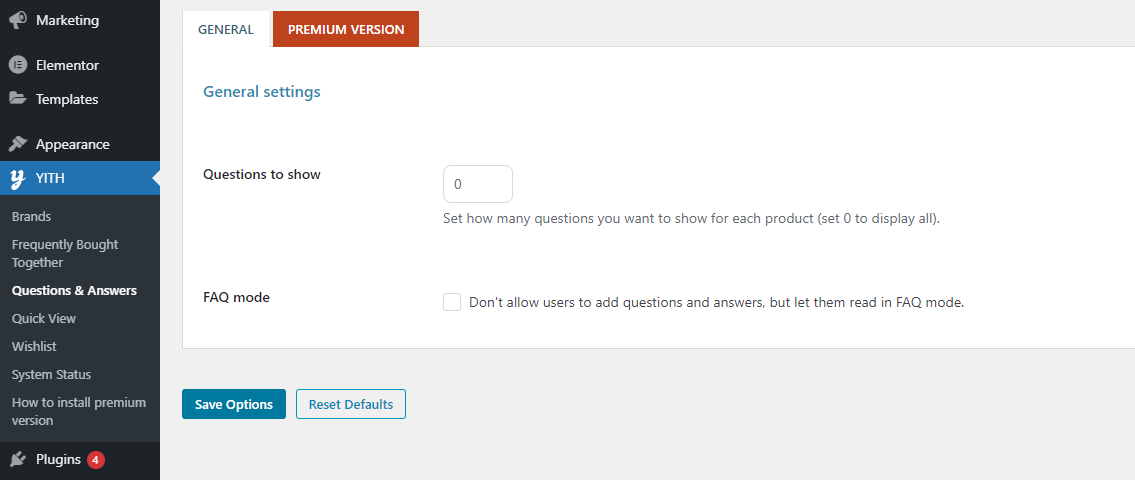 Marketing
Elementor
Templates
Appearance
YITH
Brands
Frequently Bought
Together
Questions & Answers
Quick View
Wishlist
System Status
How to install premium
version
Plugins 4
GENERAL PREMIUM VERSION
General settings
Questions to show 0
Set how many questions you want to show for each product (set 0 to display all).
FAQ mode Don't allow users to add questions and answers, but let them read in FAQ mode.
Save Options Reset Defaults